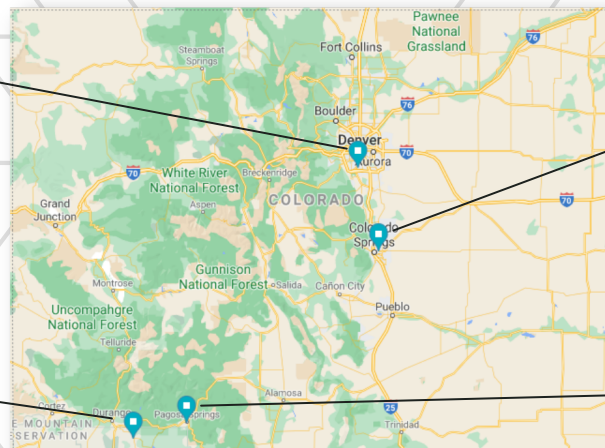 Pawnee
National
Grassland
76
Steamboat
Springs
Fort Collins
Boulder
76
Denver
Aurora
70
70
White River
National Forest
Breckenridge
Grand
Junction
Aspen
COLORADO
70
Colorado
Springs
Gunnison
National Forest
Montrose
Salida
Cañon City
Uncompahgre
National Forest
Pueblo
Telluride
Alamosa
Cortez
Durango
Pagosa Springs
25
E MOUNTAIN
SERVATION
Trinidad